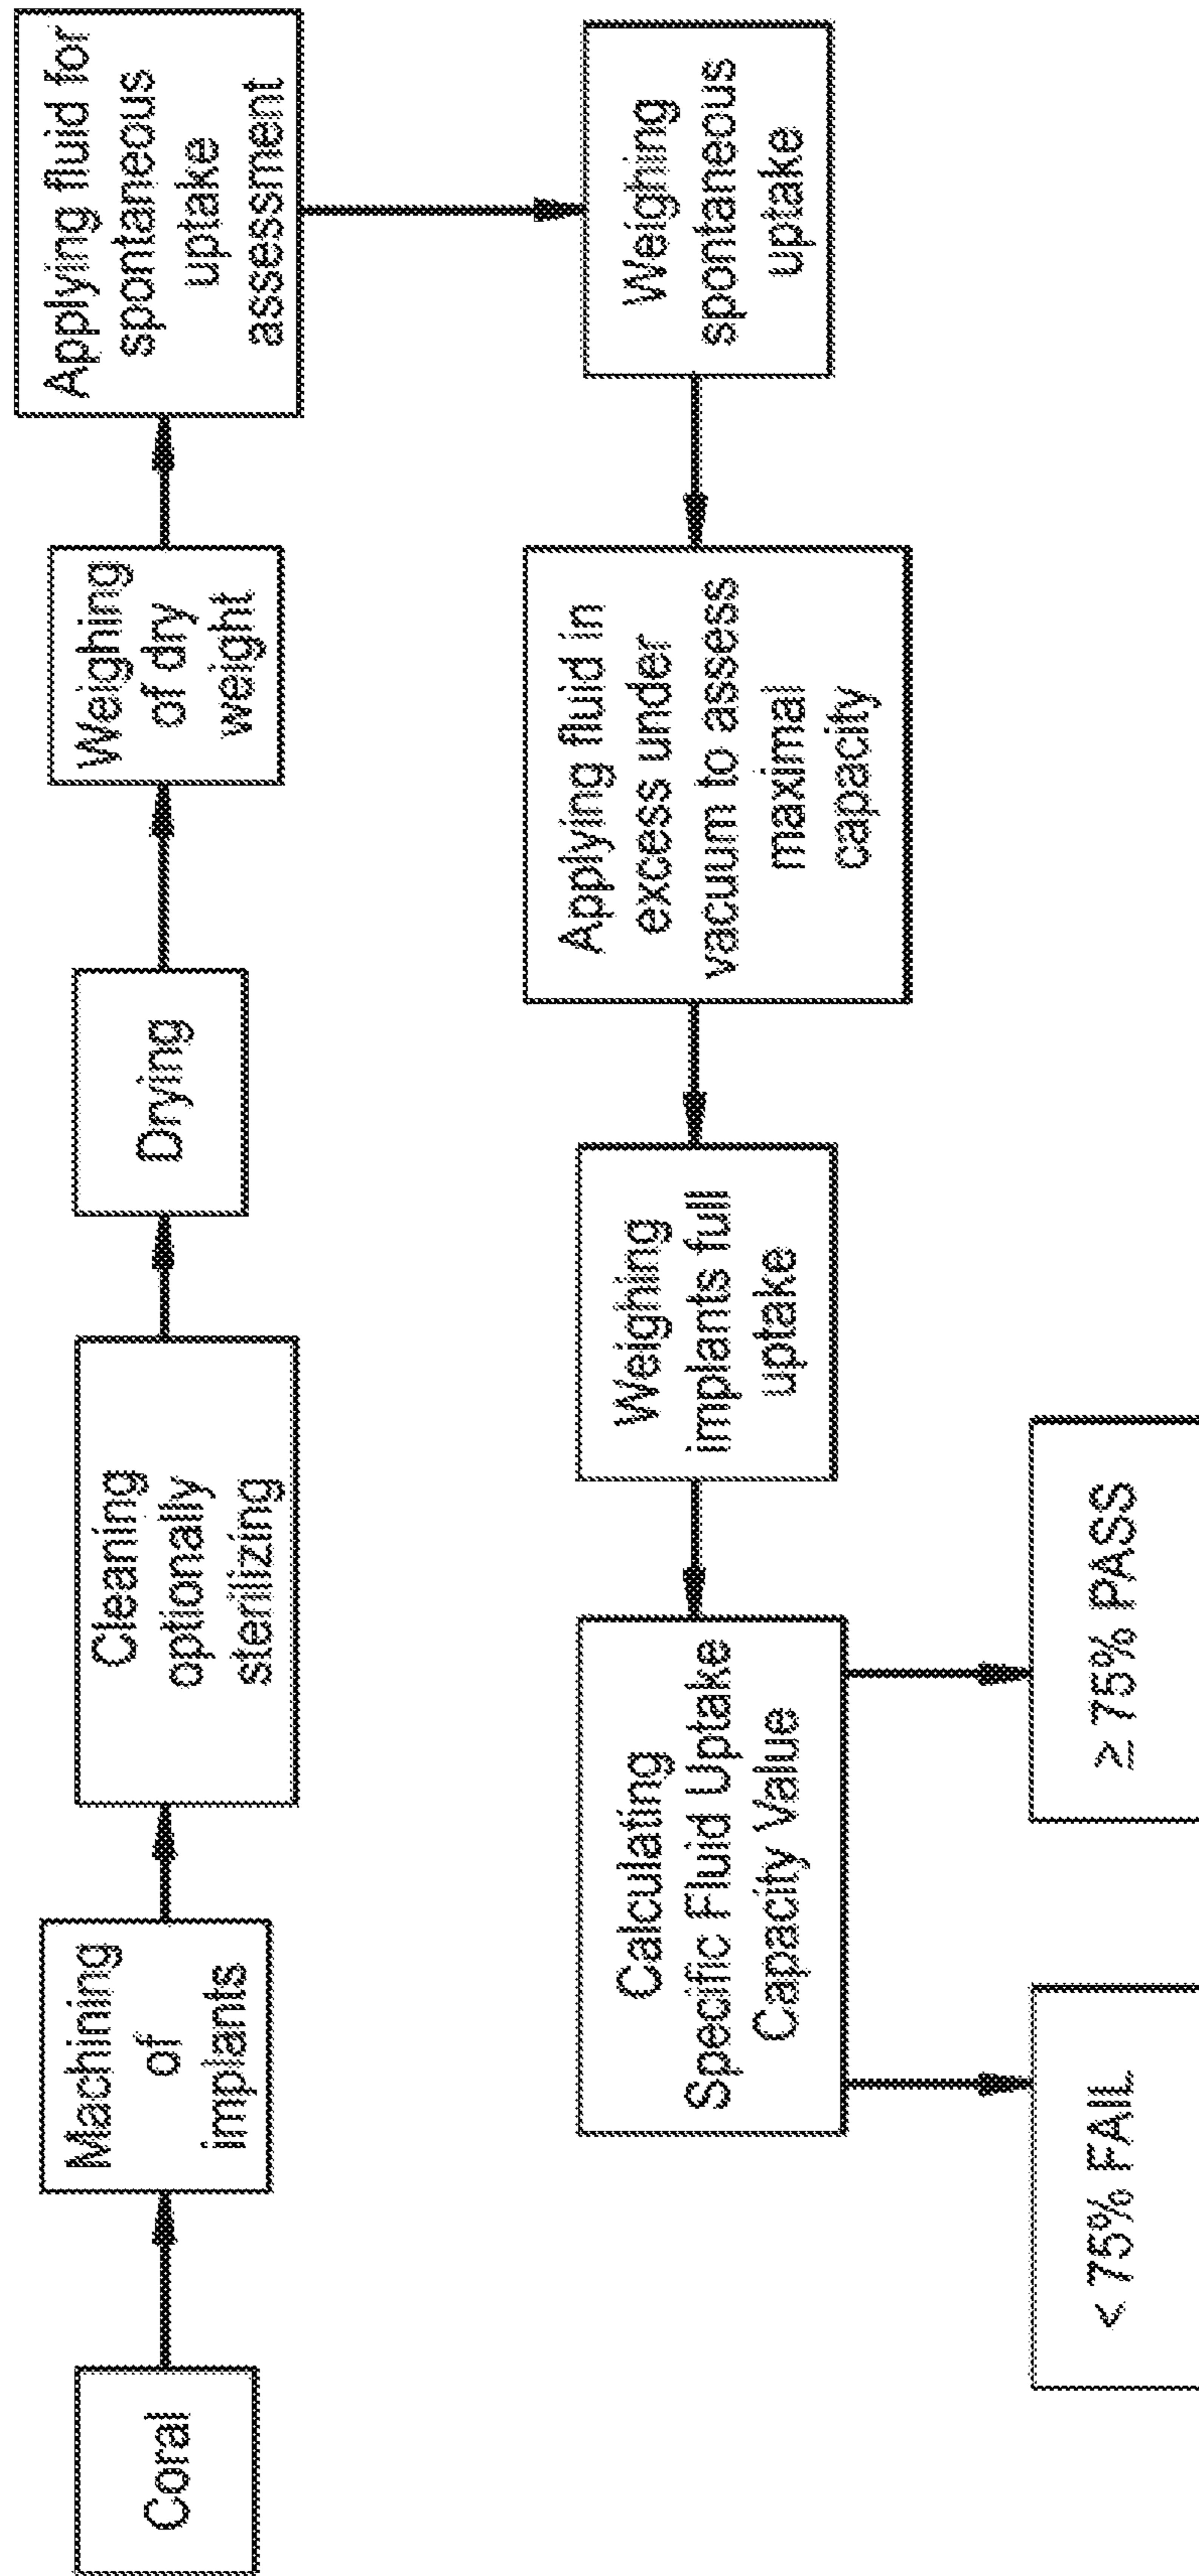 Coral
Machining
of
implants
Cleaning
optionally
sterilizing
Drying
Weighing
of dry
weight
Applying fluid for
spontaneous
uptake
assessment
Weighing
spontaneous
uptake
Applying fluid in
excess under
vacuum to assess
maximal
capacity
Weighing
implants full
uptake
Calculating
Specific Fluid Uptake
Capacity Value
< 75% FAIL
≥ 75% PASS